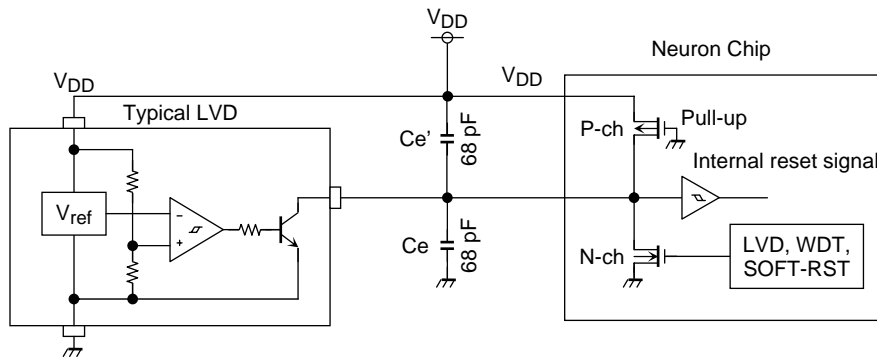 VDD
Neuron Chip
VDD
VDD
Typical LVD
Ce’
68 pF
P-ch
Pull-up
Internal reset signal
Vref
−
+
Ce
68 pF
N-ch
LVD, WDT,
SOFT-RST